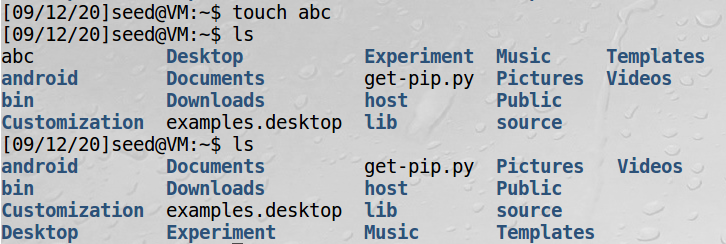 [09/12/20]seed@VM:~$ touch abc
[09/12/20]seed@VM:~$ ls
abc            Desktop           Experiment  Music     Templates
android        Documents         get-pip.py  Pictures  Videos
bin            Downloads         host        Public
Customization  examples.desktop  lib         source
[09/12/20]seed@VM:~$ ls
android        Documents         get-pip.py  Pictures   Videos
bin            Downloads         host        Public
Customization  examples.desktop  lib         source
Desktop        Experiment        Music       Templates